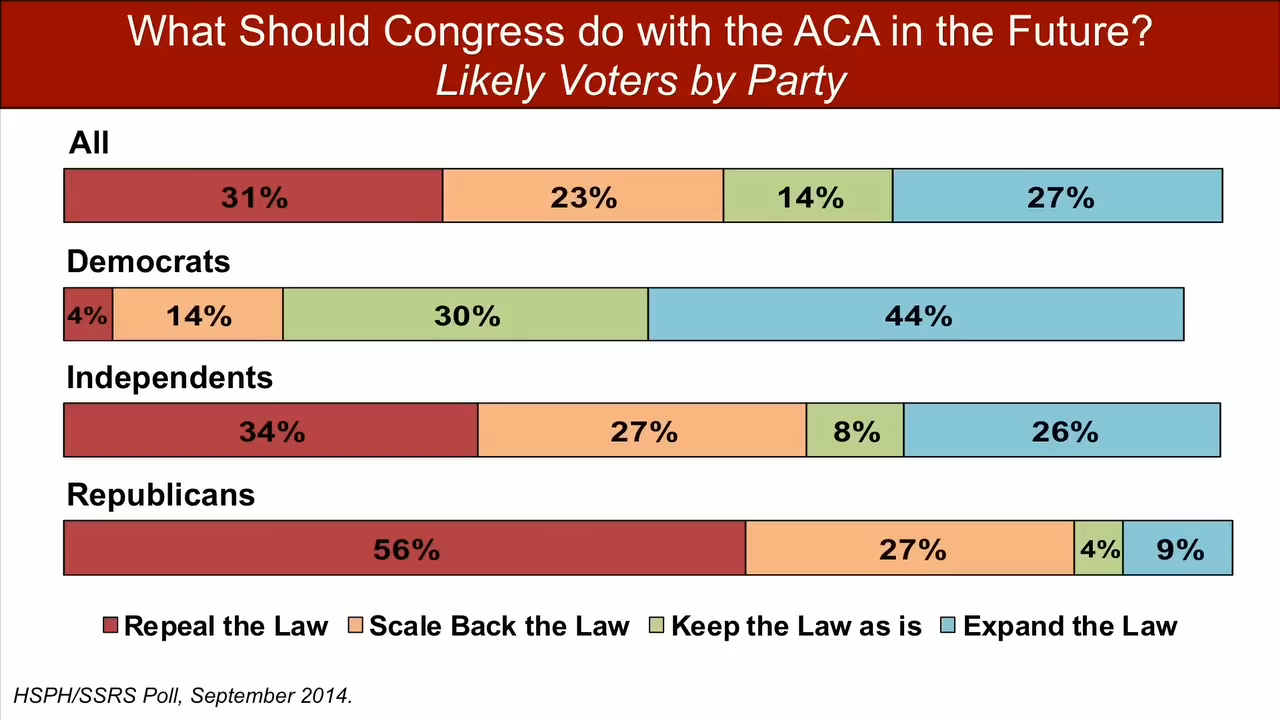 What Should Congress do with the ACA in the Future?
Likely Voters by Party
All
31% 23% 14% 27%
Democrats
4% 14% 30% 44%
Independents
34% 27% 8% 26%
Republicans
56% 27% 4% 9%
Repeal the Law Scale Back the Law Keep the Law as is Expand the Law
HSPH/SSRS Poll, September 2014.